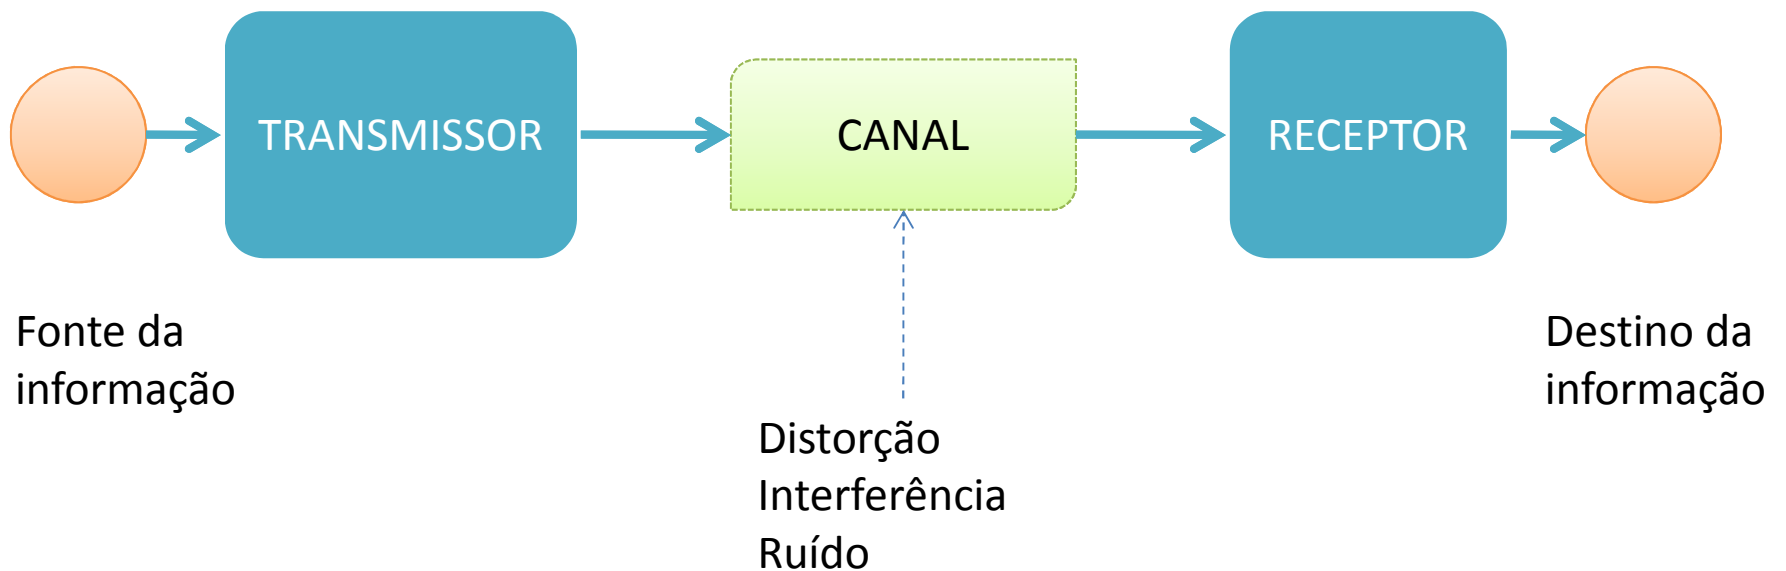 TRANSMISSOR
CANAL
RECEPTOR
Fonte da
informação
Destino da
informação
Distorção
Interferência
Ruído